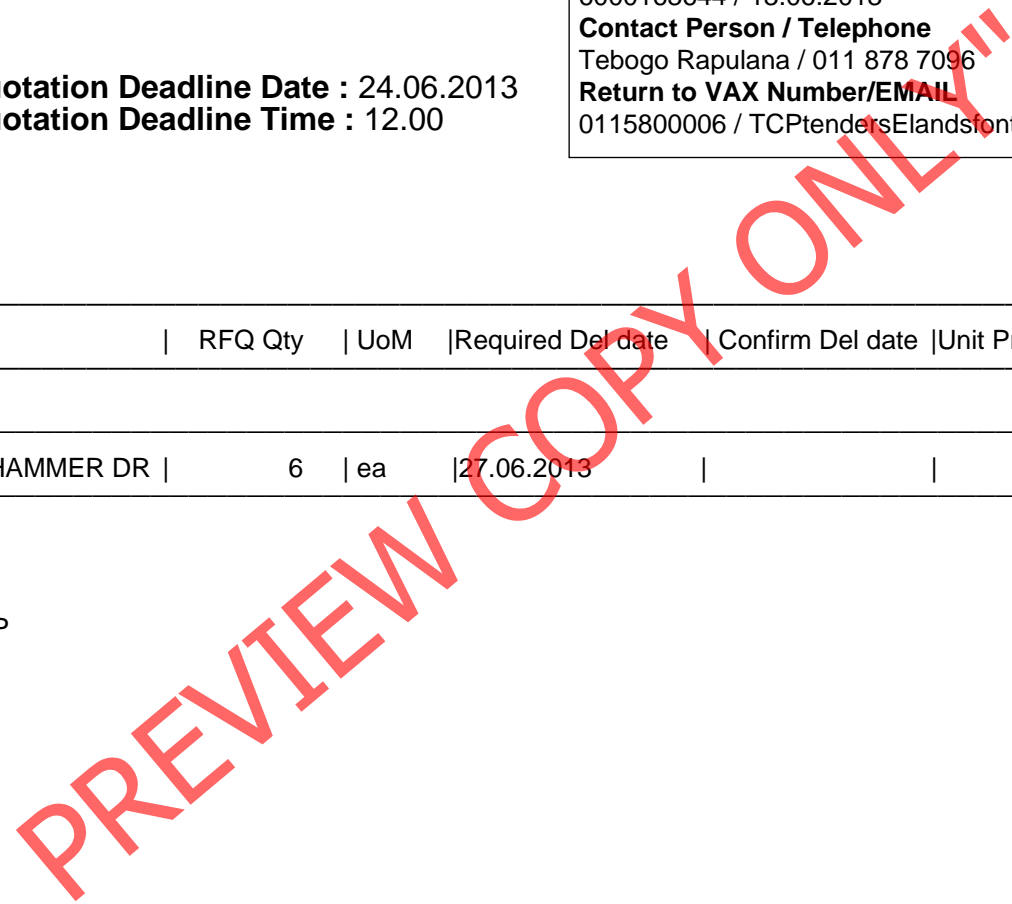 Contact Person / Telephone
Tebogo Rapulana / 011 878 7096
otation Deadline Date : 24.06.2013
Return to VAX Number/EMAIL
otation Deadline Time : 12.00
0115800006 / TCPtendersElandsfont
| RFQ Qty | UoM |Required Del date | Confirm Del date |Unit Pr
HAMMER DR | 6 | ea |27.06.2013 | |
P
PREVIEW COPY ONLY"